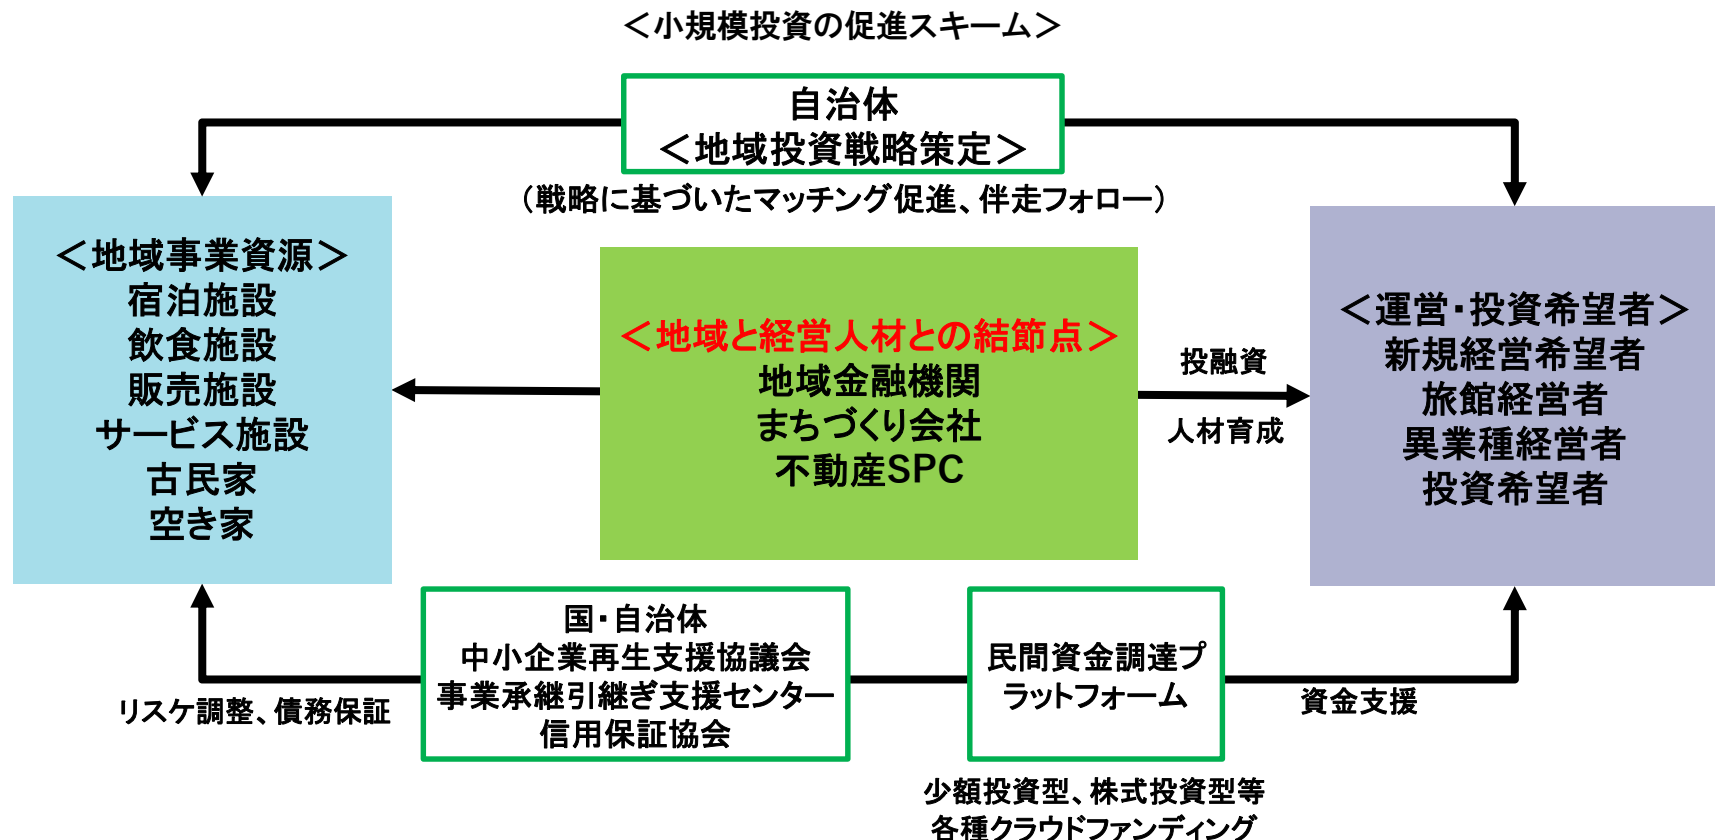 ＜小規模投資の促進スキーム＞
自治体
＜地域投資戦略策定＞
（戦略に基づいたマッチング促進、伴走フォロー）
＜地域事業資源＞
宿泊施設
飲食施設
販売施設
サービス施設
古民家
空き家
＜地域と経営人材との結節点＞
地域金融機関
まちづくり会社
不動産SPC
投融資
人材育成
＜運営・投資希望者＞
新規経営希望者
旅館経営者
異業種経営者
投資希望者
リスケ調整、債務保証
国・自治体
中小企業再生支援協議会
事業承継引継ぎ支援センター
信用保証協会
民間資金調達プ
ラットフォーム
資金支援
少額投資型、株式投資型等
各種クラウドファンディング